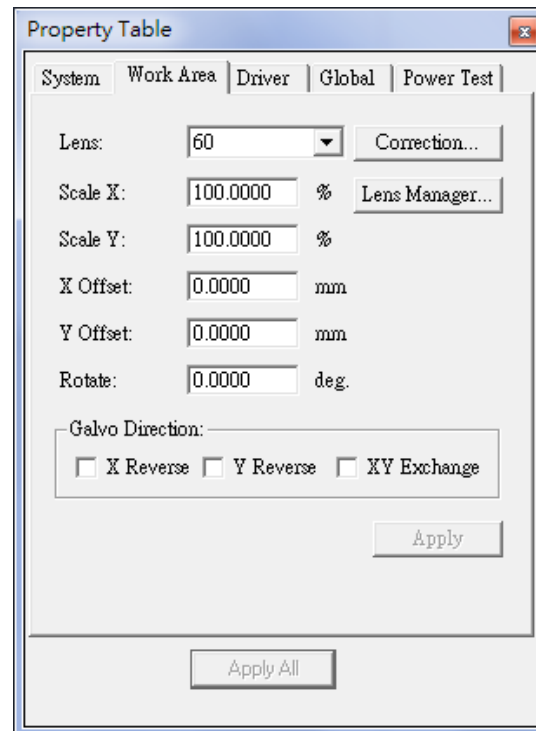 Property Table
System Work Area Driver Global Power Test
Lens: 60 Correction...
Scale X: 100.0000 % Lens Manager...
Scale Y: 100.0000 %
X Offset: 0.0000 mm
Y Offset: 0.0000 mm
Rotate: 0.0000 deg.
Galvo Direction:
X Reverse Y Reverse XY Exchange
Apply
Apply All